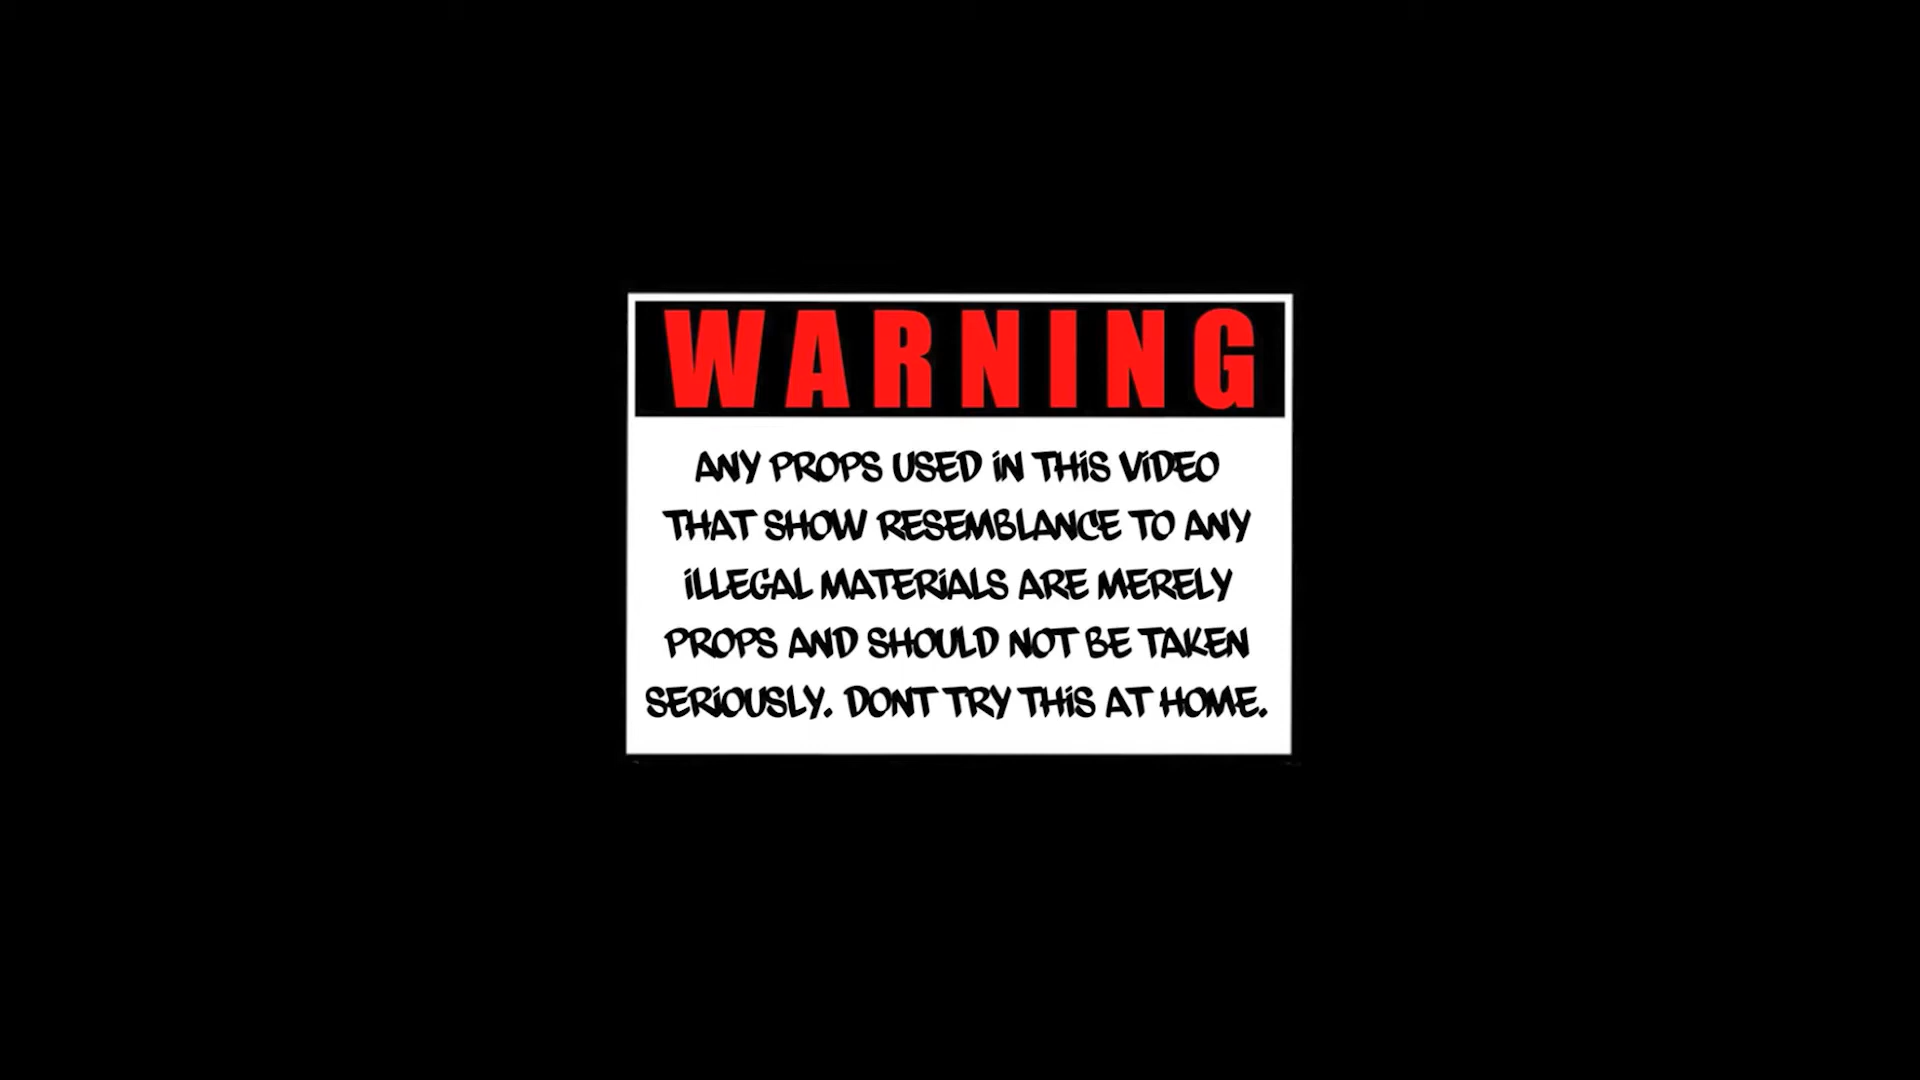 WARNING
ANY PROPS USED iN THiS ViDEO
THAT SHOW RESEMBLANCE TO ANY
iLLEGAL MATERiALS ARE MERELY
PROPS AND SHOULD NOT BE TAKEN
SERiOUSLY. DONT TRY THiS AT HOME.